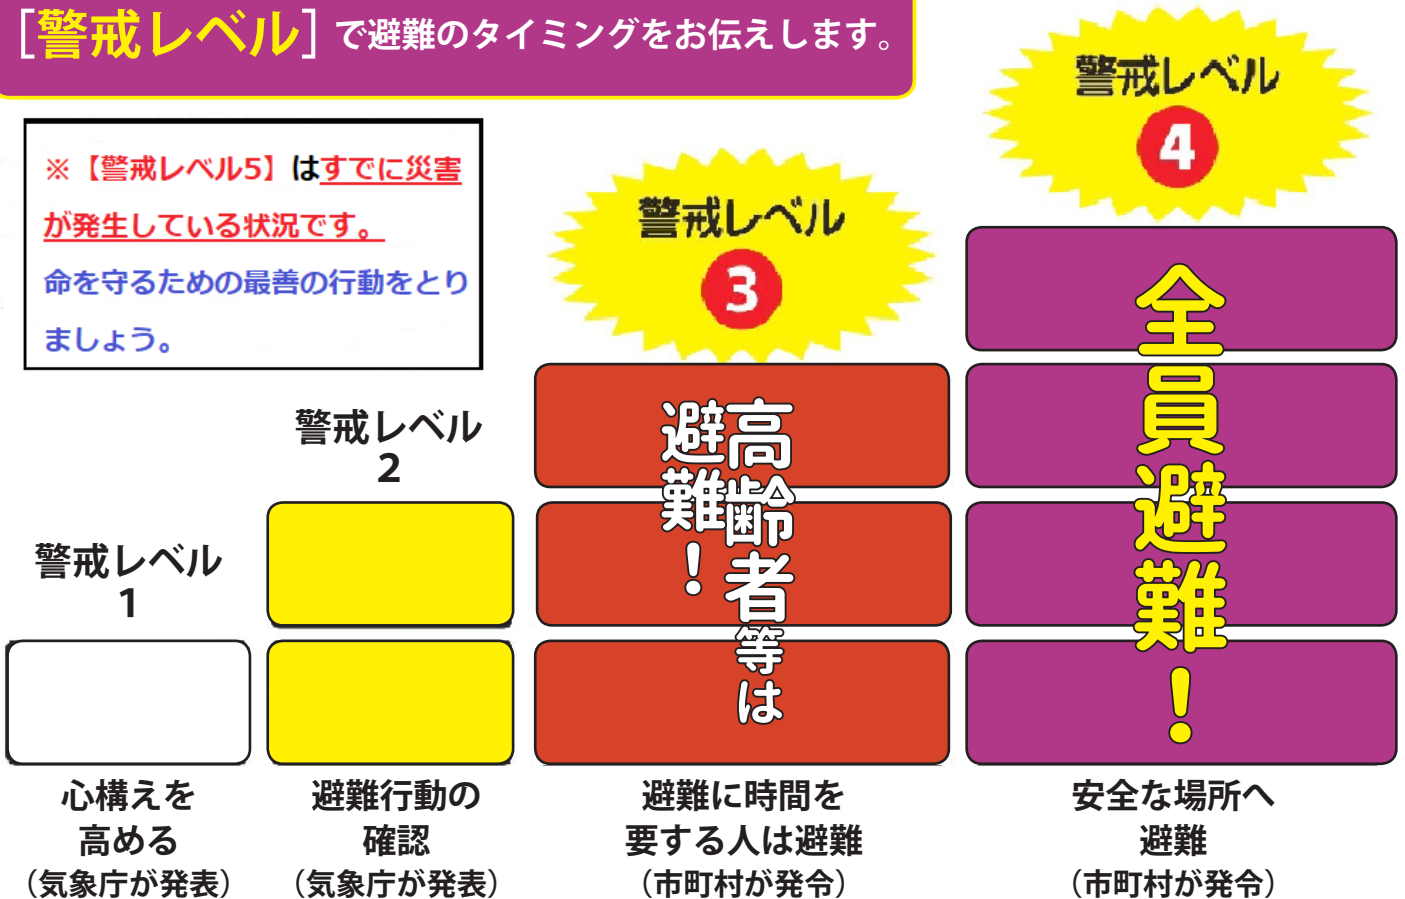 ［警戒レベル］で避難のタイミングをお伝えします。
※【警戒レベル5】はすでに災害
が発生している状況です。
命を守るための最善の行動をとり
ましょう。
警戒レベル
1
心構えを
高める
（気象庁が発表）
警戒レベル
2
避難行動の
確認
（気象庁が発表）
警戒レベル
3
高齢者等は
避難！
避難に時間を
要する人は避難
（市町村が発令）
警戒レベル
4
全員避難！
安全な場所へ
避難
（市町村が発令）